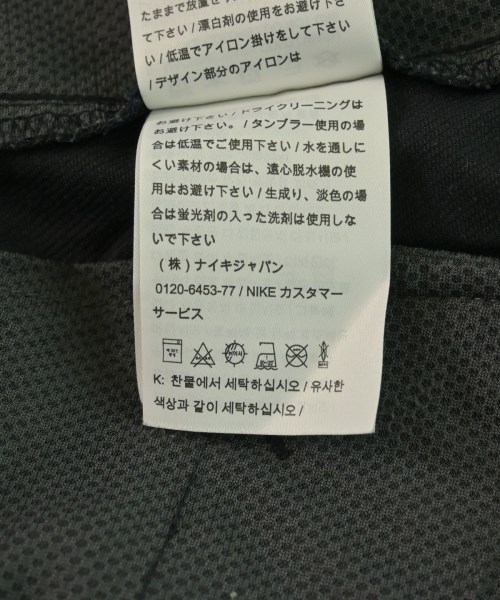 たままで放置せ
て下さい / 漂白剤の使用をお避け下
い / 低温でアイロン掛けをして下さい
/ デザイン部分のアイロンは
お避け下さい / ドライクリーニングは
お避け下さい。 / タンブラー使用の場
合は低温でご使用下さい / 水を通しに
くい素材の場合は、遠心脱水機の使
用はお避け下さい / 生成り、淡色の場
合は蛍光剤の入った洗剤は使用しな
いで下さい
(株) ナイキジャパン
0120-6453-77 / NIKE カスタマー
サービス
K: 찬물에서 세탁하십시오 / 유사한
색상과 같이 세탁하십시오 /